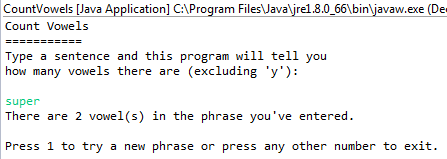 CountVowels [Java Application] C:\Program Files\Java\jre1.8.0_66\bin\javaw.exe (De
Count Vowels
===========
Type a sentence and this program will tell you
how many vowels there are (excluding 'y'):
super
There are 2 vowel(s) in the phrase you've entered.
Press 1 to try a new phrase or press any other number to exit.